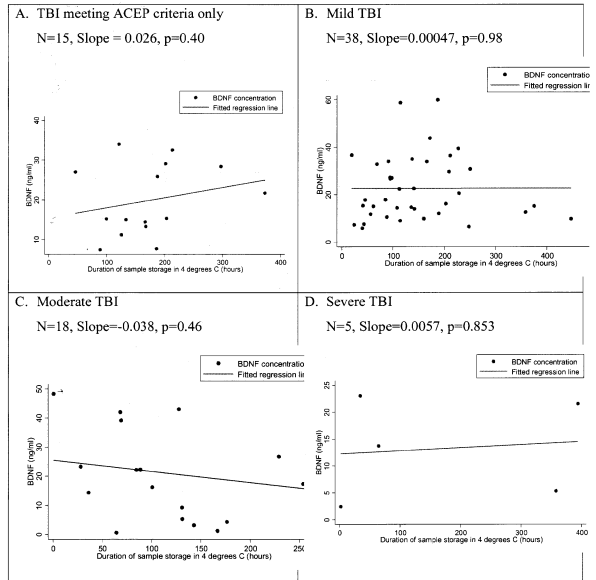 A. TBI meeting ACEP criteria only
N=15, Slope = 0.026, p=0.40
BDNF concentration
Fitted regression line
BDNF (ng/ml)
40
30
20
10
0
100
200
300
400
Duration of sample storage in 4 degrees C (hours)
B. Mild TBI
N=38, Slope=0.00047, p=0.98
BDNF concentratio
Fitted regression lir
BDNF (ng/ml)
60
40
20
0
0
100
200
300
400
Duration of sample storage in 4 degrees C (hours)
C. Moderate TBI
N=18, Slope=-0.038, p=0.46
BDNF concentratio
Fitted regression lir
BDNF (ng/ml)
50
40
30
20
10
0
0
50
100
150
200
250
Duration of sample storage in 4 degrees C (hours)
D. Severe TBI
N=5, Slope=0.0057, p=0.853
BDNF concentration
Fitted regression line
BDNF (ng/ml)
25
20
15
10
5
0
0
100
200
300
400
Duration of sample storage in 4 degrees C (hours)